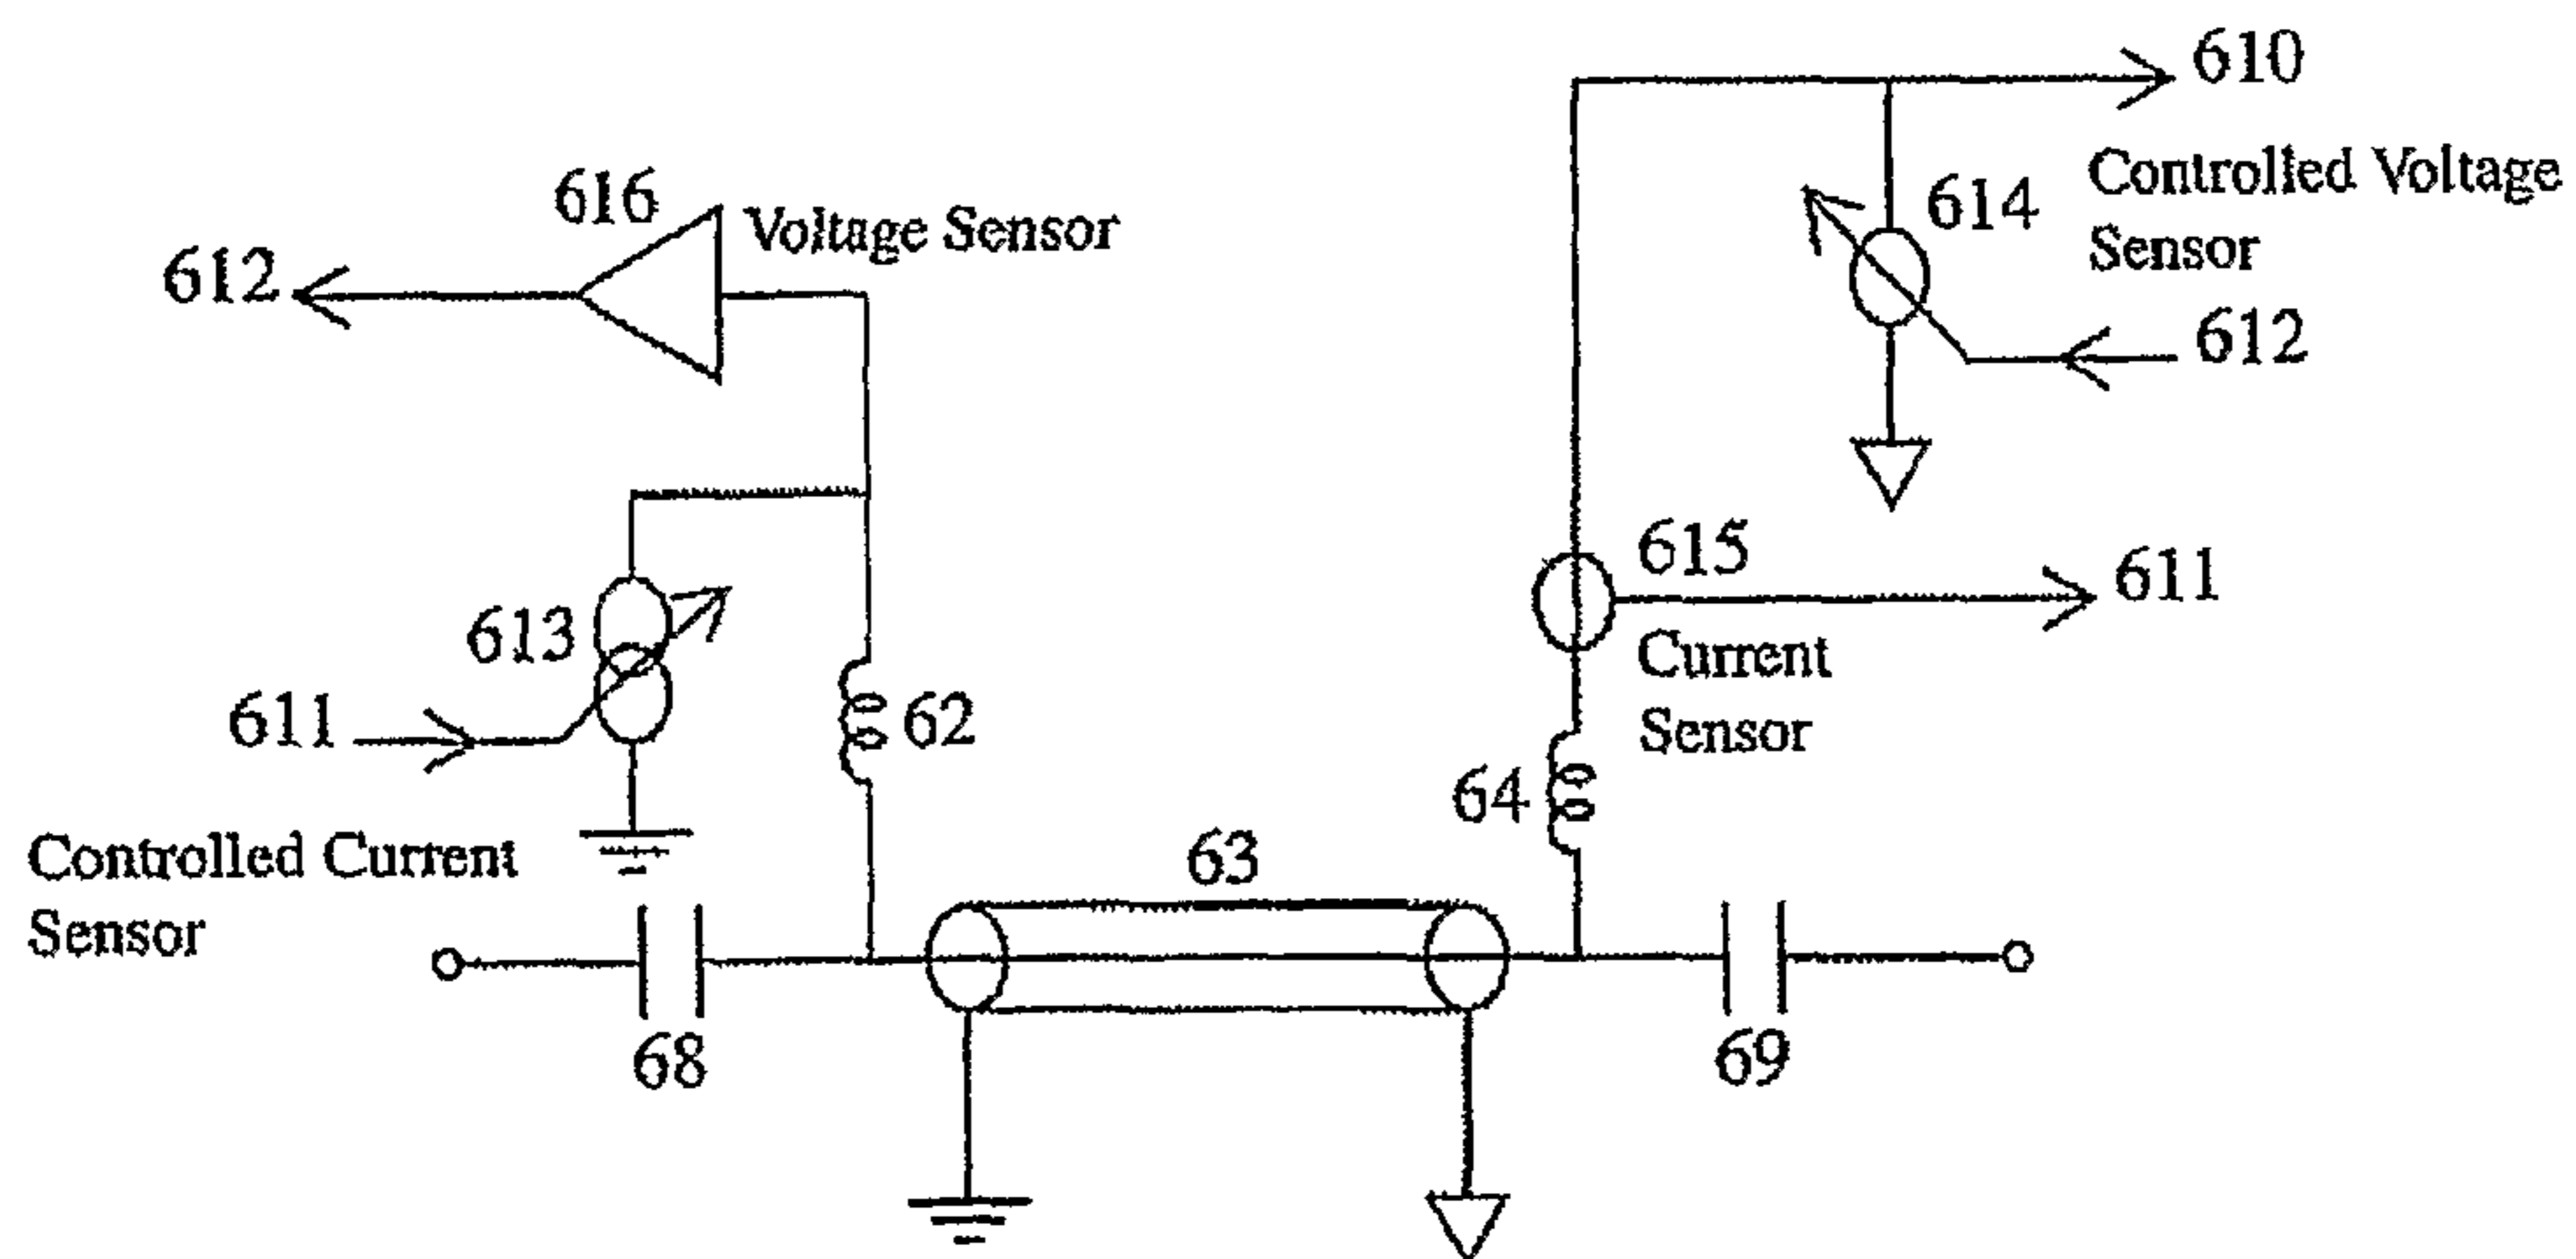 610
Controlled Voltage
Sensor
614
616
Voltage Sensor
612
612
615
611
Current
Sensor
613
611
62
64
Controlled Current
Sensor
63
68
69